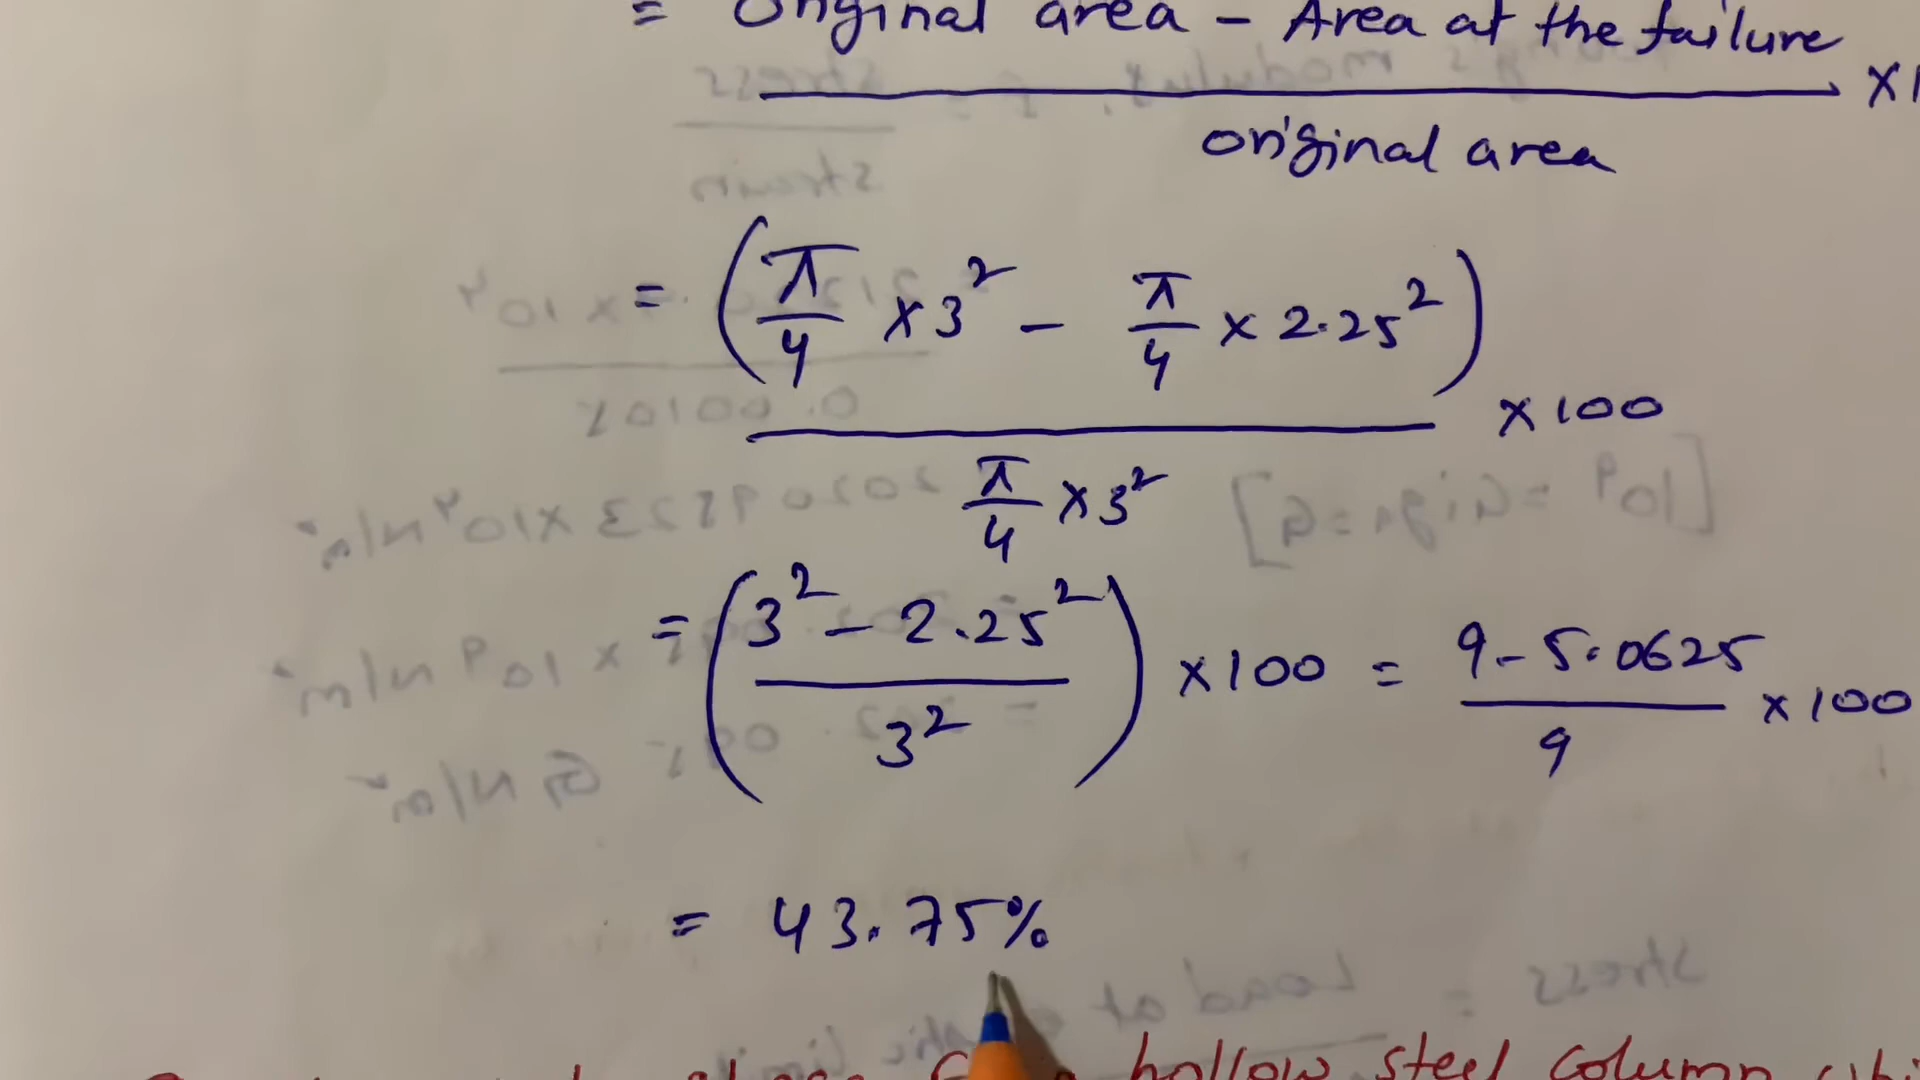 = Original area - Area at the failure
× 1
original area
= (π/4 × 3² - π/4 × 2.25²)
× 100
π/4 × 3²
= (3² - 2.25² / 3²) × 100 = 9 - 5.0625 / 9 × 100
= 43.75%
hollow steel column